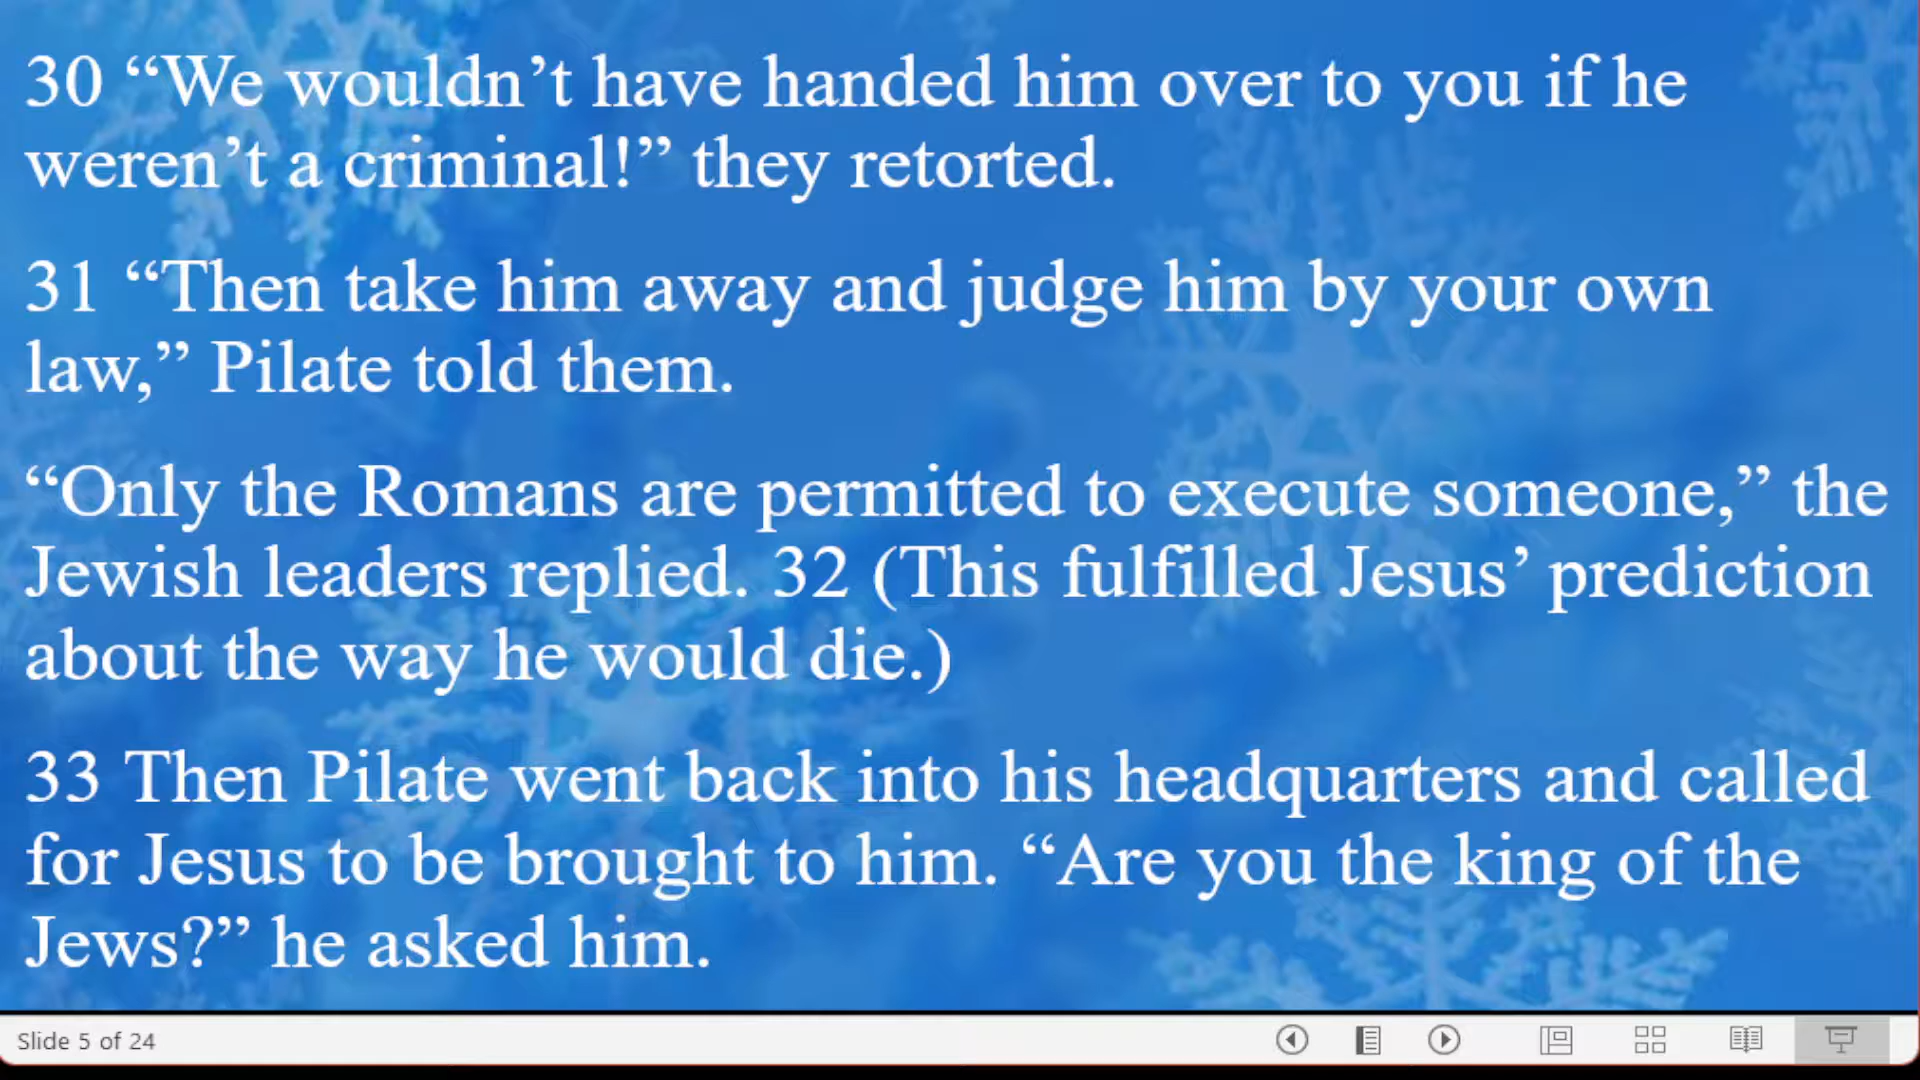 30 “We wouldn’t have handed him over to you if he
weren’t a criminal!” they retorted.
31 “Then take him away and judge him by your own
law,” Pilate told them.
“Only the Romans are permitted to execute someone,” the
Jewish leaders replied. 32 (This fulfilled Jesus’ prediction
about the way he would die.)
33 Then Pilate went back into his headquarters and called
for Jesus to be brought to him. “Are you the king of the
Jews?” he asked him.
Slide 5 of 24